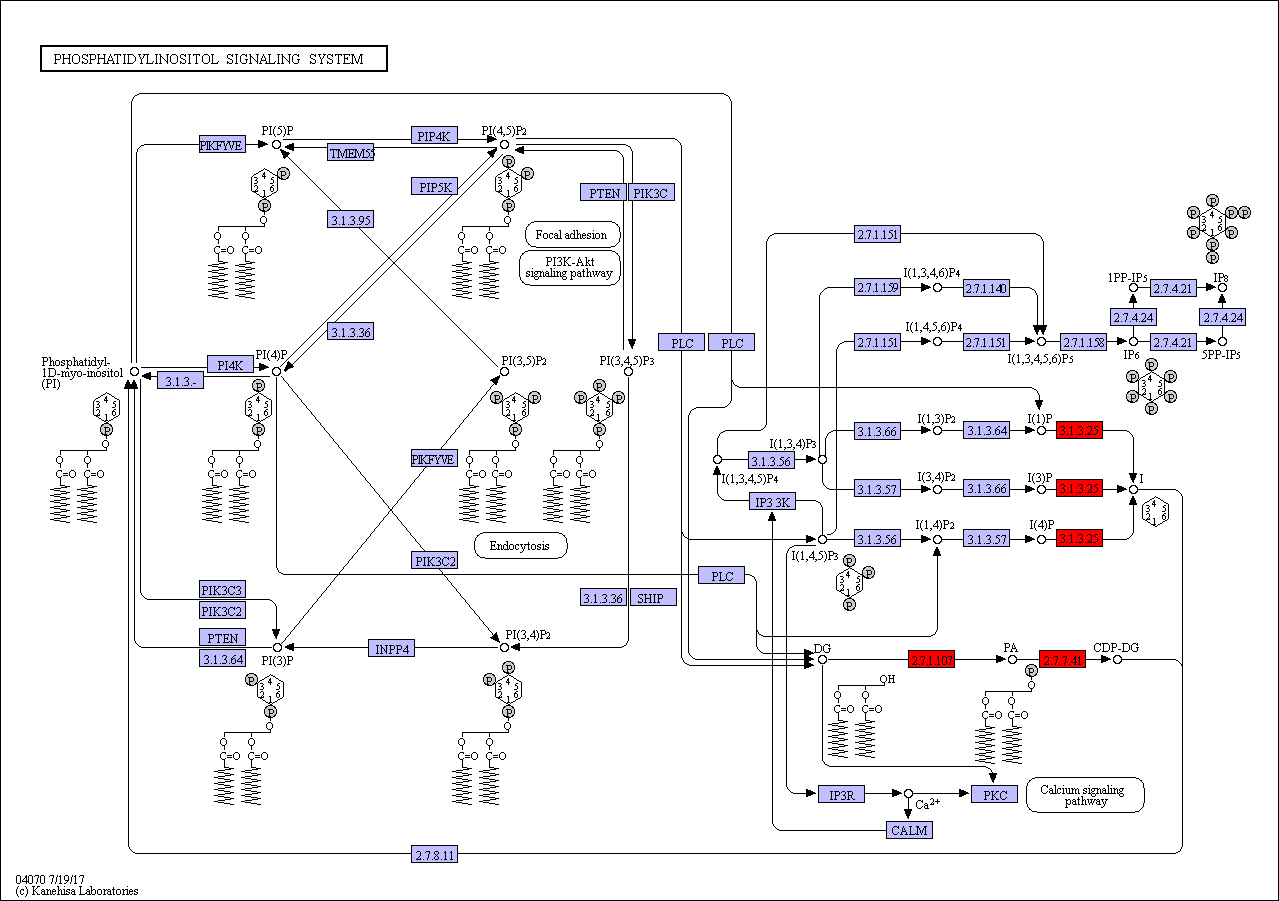 PHOSPHATIDYLINOSITOL SIGNALING SYSTEM
PI(5)P
PIP4K
PI(4,5)P2
PIKFYVE
TMEM55
PIP5K
PTEN
PIK3C
3.1.3.95
Focal adhesion
PI3K-Akt
signaling pathway
3.1.3.36
PLC
PLC
Phosphatidyl-
1D-myo-inositol
(PI)
PI4K
PI(4)P
3.1.3.-
PI(3,5)P2
PI(3,4,5)P3
PIKFYVE
Endocytosis
PIK3C2
PIK3C3
PIK3C2
PTEN
3.1.3.64
PI(3)P
INPP4
PI(3,4)P2
3.1.3.36
SHIP
PLC
2.7.1.151
I(1,3,4,6)P4
2.7.1.159
2.7.1.140
I(1,4,5,6)P4
2.7.1.151
2.7.1.151
I(1,3,4,5,6)P5
2.7.1.158
1PP-IP5
2.7.4.21
IP8
2.7.4.24
2.7.4.24
IP6
2.7.4.21
5PP-IP5
I(1,3,4)P3
3.1.3.56
I(1,3,4,5)P4
IP3 3K
I(1,4,5)P3
3.1.3.66
I(1,3)P2
3.1.3.64
I(1)P
3.1.3.25
3.1.3.57
I(3,4)P2
3.1.3.66
I(3)P
3.1.3.25
I
3.1.3.56
I(1,4)P2
3.1.3.57
I(4)P
3.1.3.25
DG
2.7.1.107
PA
2.7.7.41
CDP-DG
OH
IP3R
Ca2+
PKC
CALM
Calcium signaling
pathway
2.7.8.11
04070 7/19/17
(c) Kanehisa Laboratories